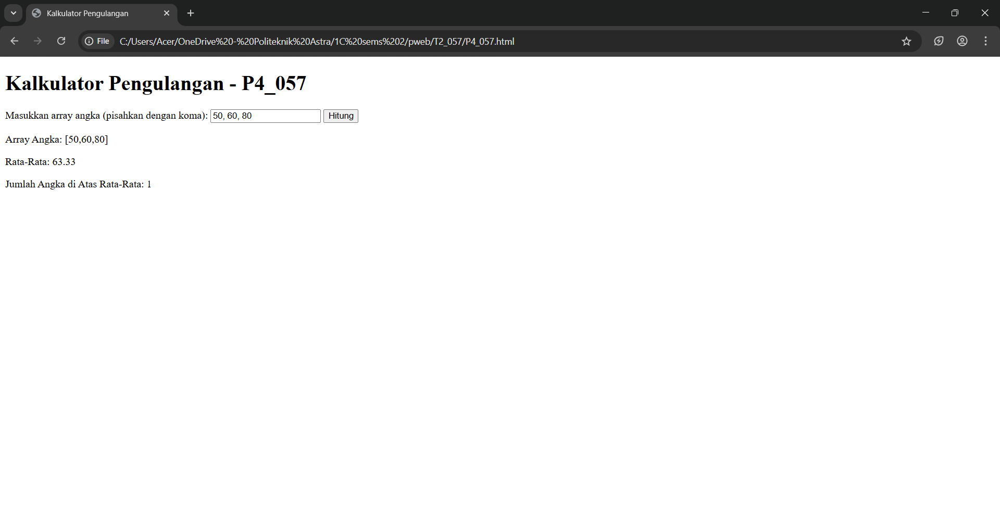 Kalkulator Pengulangan
File C:/Users/Acer/OneDrive%20-%20Politeknik%20Astra/1C%20sems%202/pweb/T2_057/P4_057.html
Kalkulator Pengulangan - P4_057
Masukkan array angka (pisahkan dengan koma): 50, 60, 80 Hitung
Array Angka: [50,60,80]
Rata-Rata: 63.33
Jumlah Angka di Atas Rata-Rata: 1